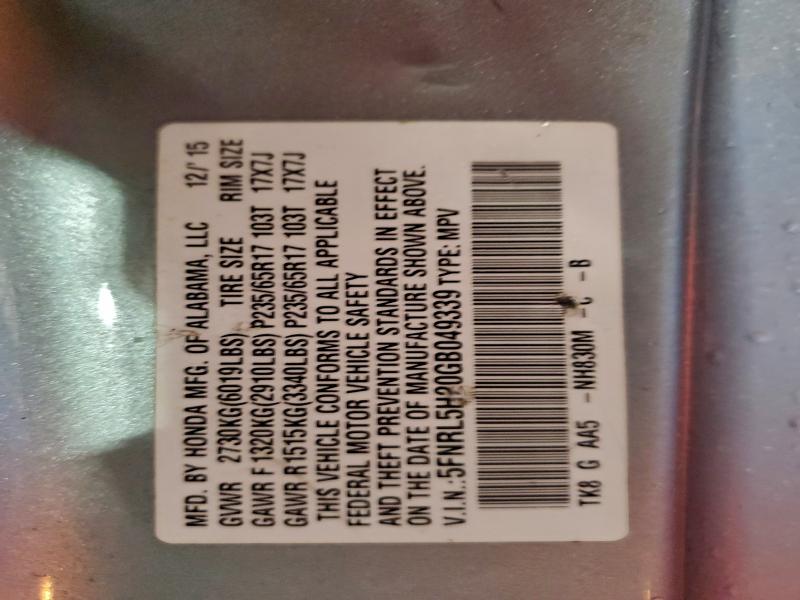 MFD. BY HONDA MFG. OF ALABAMA, LLC 12/'15
GVWR 2730KG(6019LBS) TIRE SIZE RIM SIZE
GAWR F 1320KG(2910LBS) P235/65R17 103T 17X7J
GAWR R1515KG(3340LBS) P235/65R17 103T 17X7J
THIS VEHICLE CONFORMS TO ALL APPLICABLE
FEDERAL MOTOR VEHICLE SAFETY
AND THEFT PREVENTION STANDARDS IN EFFECT
ON THE DATE OF MANUFACTURE SHOWN ABOVE.
V.I.N.:5FNRL5H20GB049339 TYPE: MPV
TK8 G AA5 -NH830M -C -B